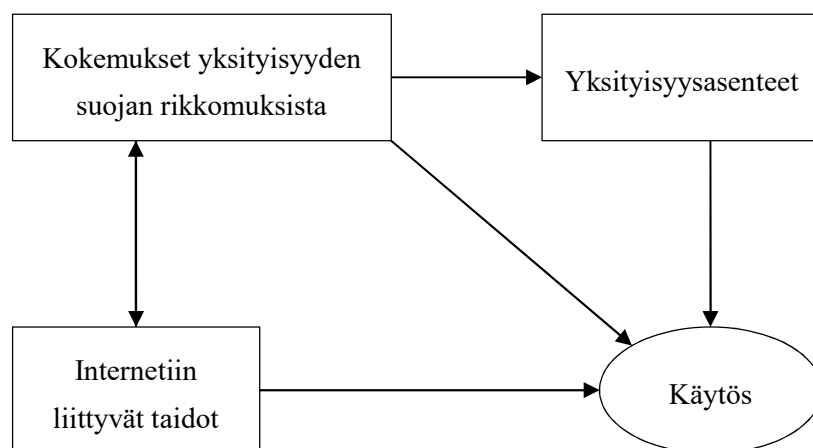 Kokemukset yksityisyyden
suojan rikkomuksista
Yksityisyysasenteet
Internetiin
liittyvät taidot
Käytös